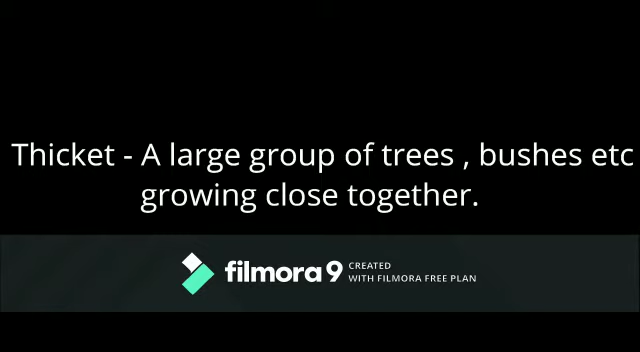 Thicket - A large group of trees , bushes etc
growing close together.
filmora 9 CREATED
WITH FILMORA FREE PLAN